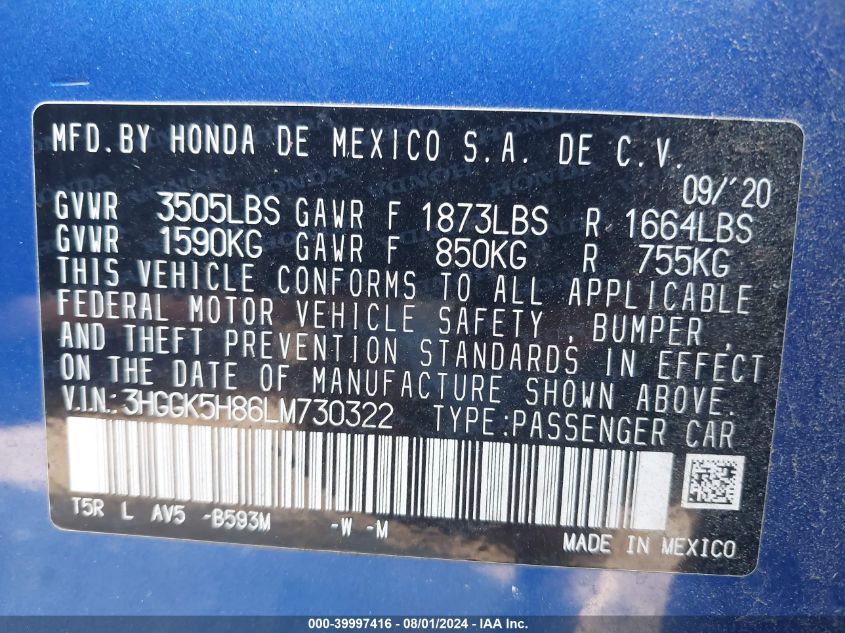 MFD.BY HONDA DE MEXICO S.A. DE C.V.
09/'20
GVWR 3505LBS GAWR F 1873LBS R 1664LBS
GVWR 1590KG GAWR F 850KG R 755KG
THIS VEHICLE CONFORMS TO ALL APPLICABLE
FEDERAL MOTOR VEHICLE SAFETY , BUMPER ,
AND THEFT PREVENTION STANDARDS IN EFFECT
ON THE DATE OF MANUFACTURE SHOWN ABOVE.
V.I.N.: 3HGGK5H86LM730322 TYPE:PASSENGER CAR
T5R L AV5 -B593M -W -M
MADE IN MEXICO
000-39997416 - 08/01/2024 - IAA Inc.